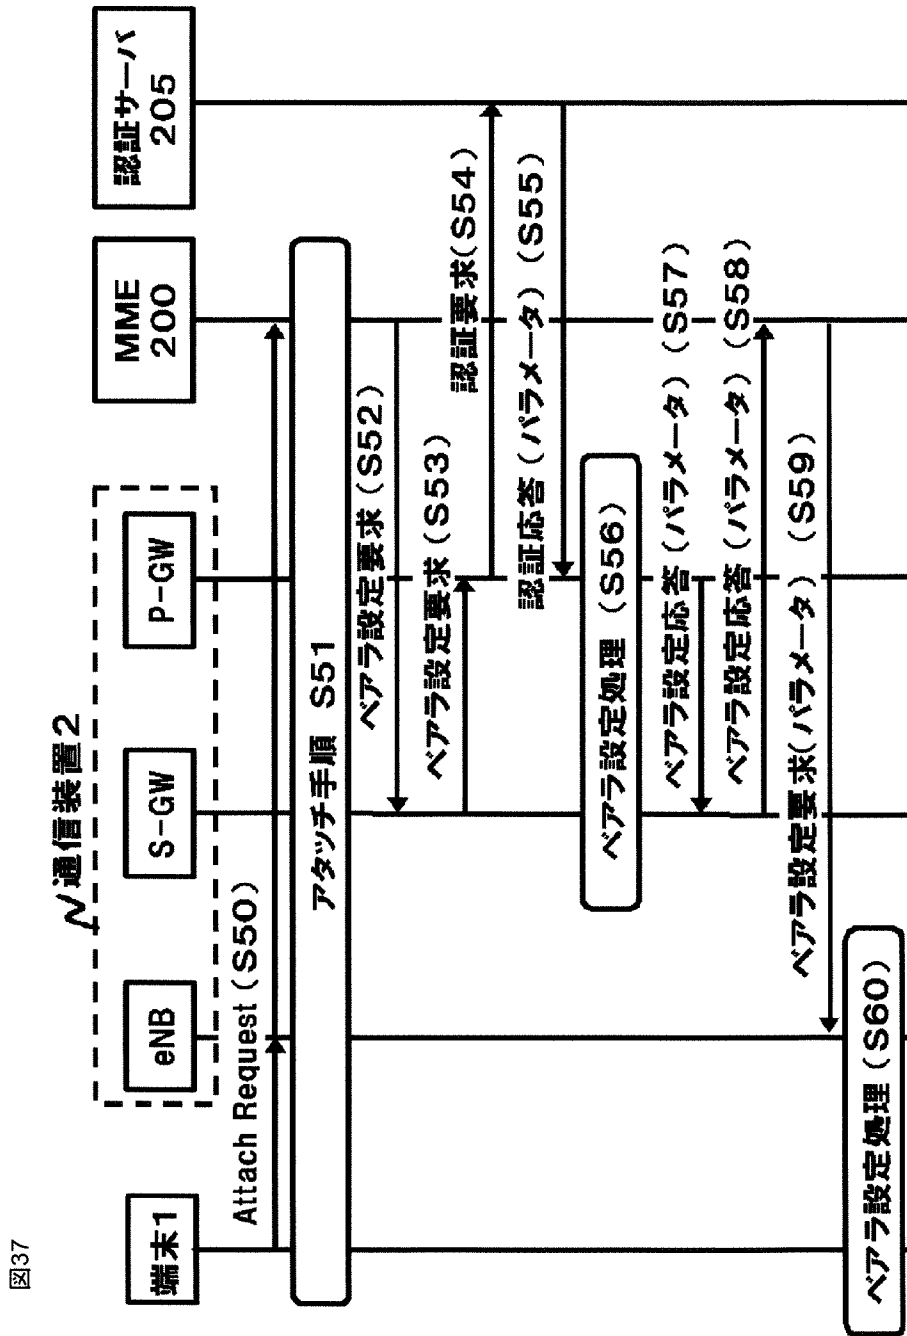 図37
通信装置2
端末1
eNB
S-GW
P-GW
MME
200
認証サーバ
205
Attach Request(S50)
アタッチ手順 S51
ベアラ設定要求(S52)
ベアラ設定要求(S53)
認証要求(S54)
認証応答(パラメータ)(S55)
ベアラ設定処理(S56)
ベアラ設定応答(パラメータ)(S57)
ベアラ設定応答(パラメータ)(S58)
ベアラ設定要求(パラメータ)(S59)
ベアラ設定処理(S60)